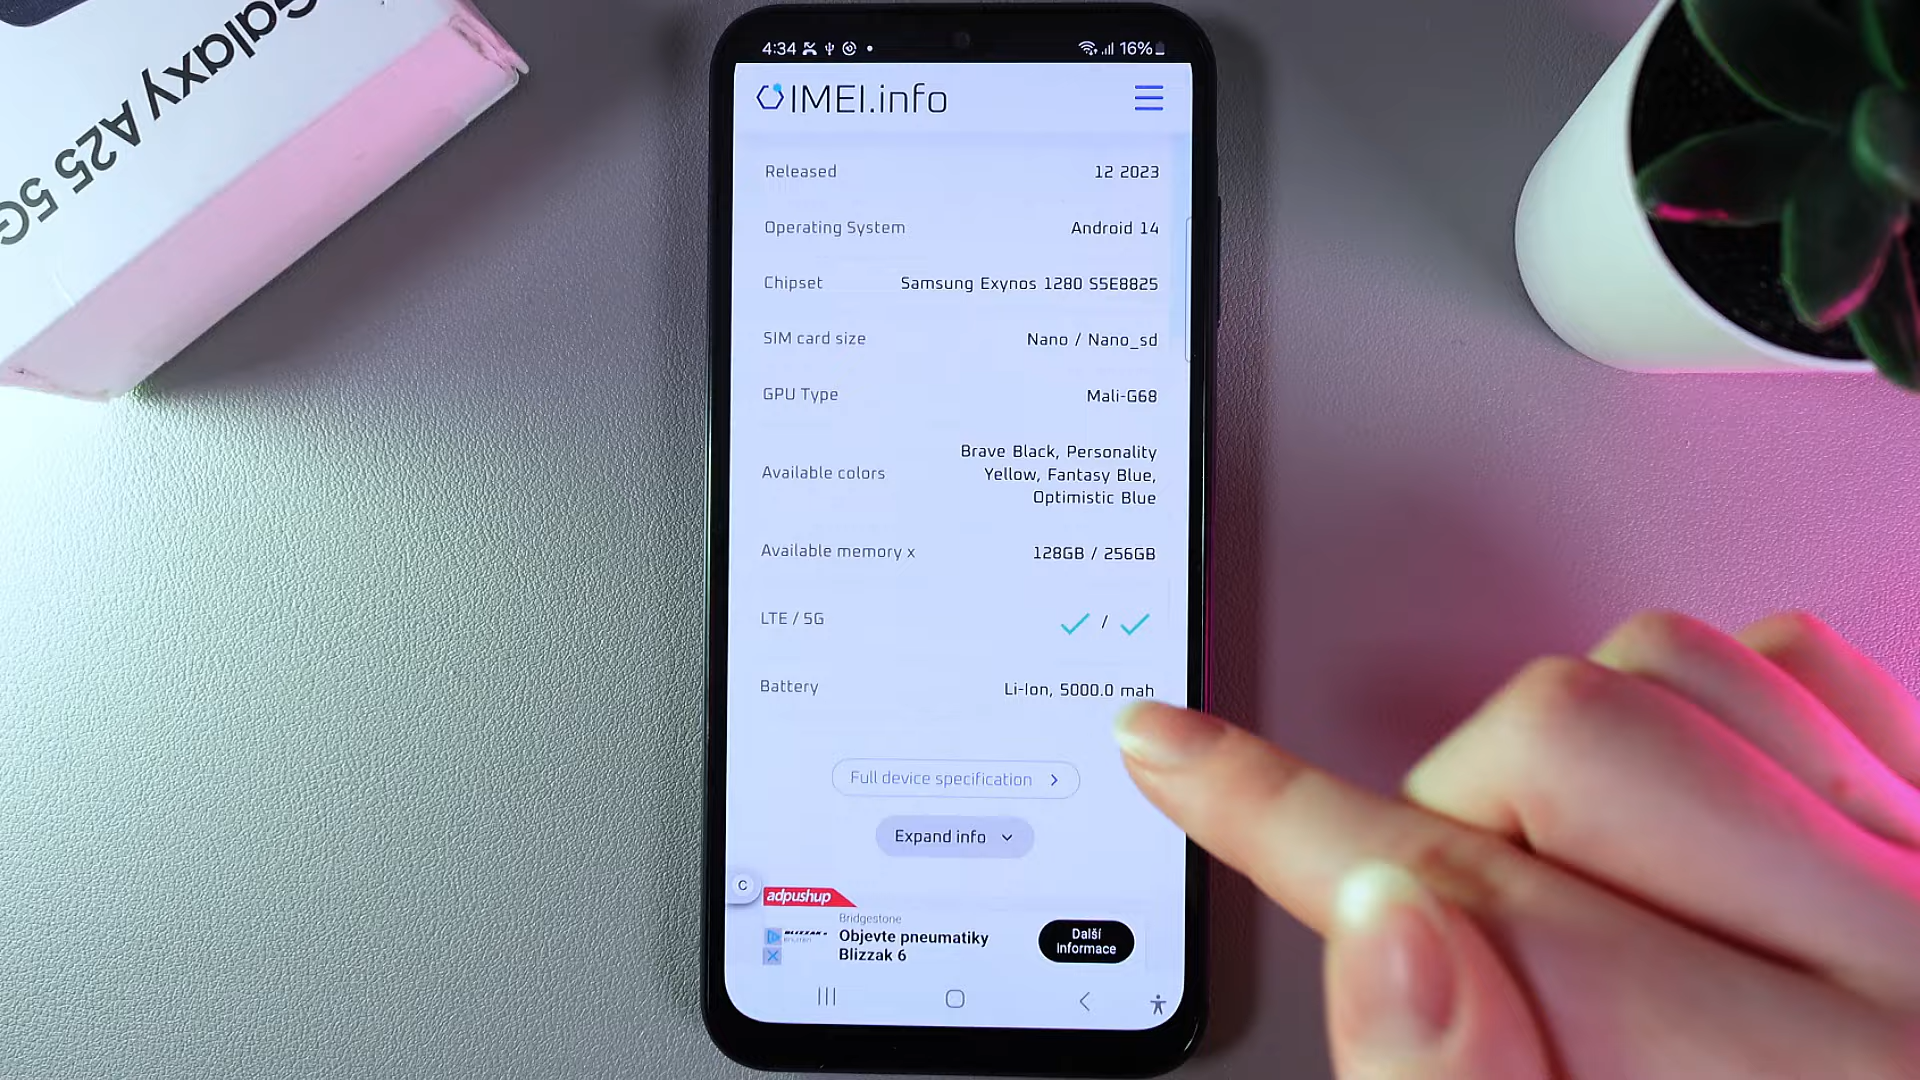 Galaxy A25 5G
4:34
16%
IMEI.info
Released 12 2023
Operating System Android 14
Chipset Samsung Exynos 1280 S5E8825
SIM card size Nano / Nano_sd
GPU Type Mali-G68
Available colors Brave Black, Personality
Yellow, Fantasy Blue,
Optimistic Blue
Available memory x 128GB / 256GB
LTE / 5G /
Battery Li-Ion, 5000.0 mah
Full device specification
Expand info
C
adpushup
Bridgestone
BLIZZAK
Objevte pneumatiky
Blizzak 6
Další
informace